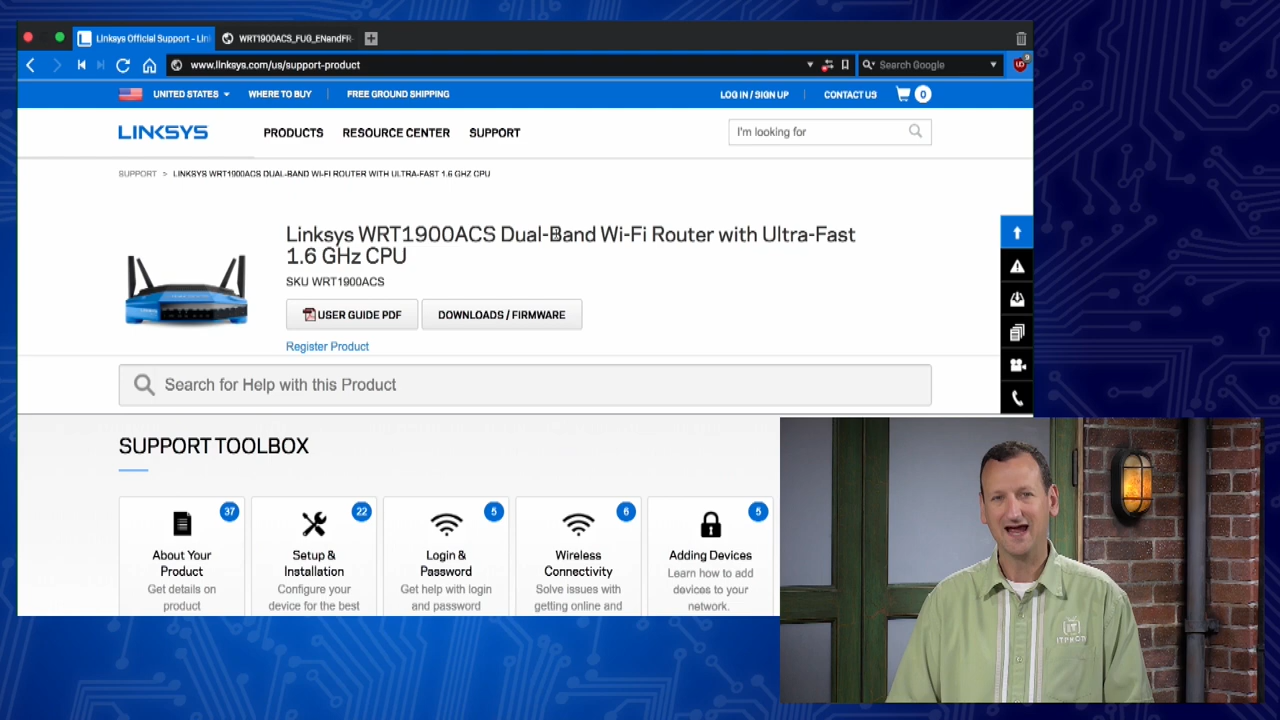 Linksys Official Support - Lin
WRT1900ACS_FUG_ENandFR-
www.linksys.com/us/support-product
Search Google
9
UNITED STATES
WHERE TO BUY
FREE GROUND SHIPPING
LOG IN / SIGN UP
CONTACT US
0
LINKSYS
PRODUCTS
RESOURCE CENTER
SUPPORT
I'm looking for
SUPPORT > LINKSYS WRT1900ACS DUAL-BAND WI-FI ROUTER WITH ULTRA-FAST 1.6 GHZ CPU
Linksys WRT1900ACS Dual-Band Wi-Fi Router with Ultra-Fast
1.6 GHz CPU
SKU WRT1900ACS
USER GUIDE PDF
DOWNLOADS / FIRMWARE
Register Product
Search for Help with this Product
SUPPORT TOOLBOX
37
About Your
Product
Get details on
product
22
Setup &
Installation
Configure your
device for the best
5
Login &
Password
Get help with login
and password
6
Wireless
Connectivity
Solve issues with
getting online and
5
Adding Devices
Learn how to add
devices to your
network.